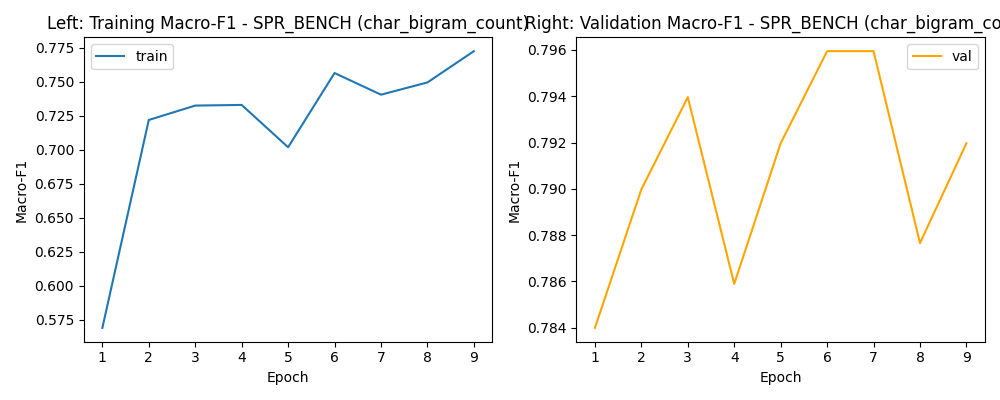 Left: Training Macro-F1 - SPR_BENCH (char_bigram_count)
train
0.775
0.750
0.725
0.700
0.675
0.650
0.625
0.600
0.575
Macro-F1
1 2 3 4 5 6 7 8 9
Epoch
Right: Validation Macro-F1 - SPR_BENCH (char_bigram_co
val
0.796
0.794
0.792
0.790
0.788
0.786
0.784
Macro-F1
1 2 3 4 5 6 7 8 9
Epoch